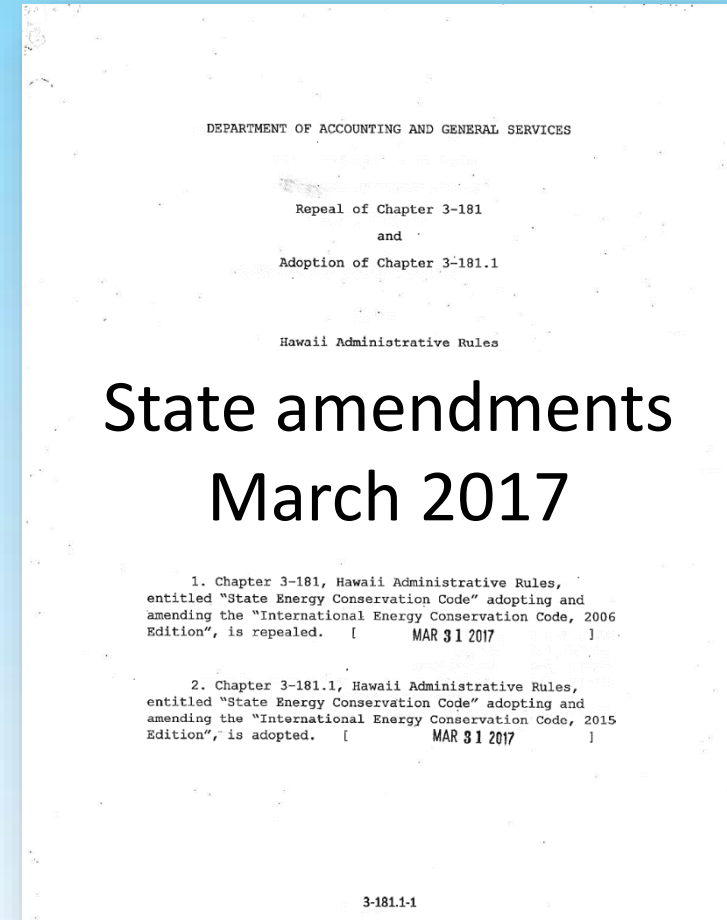 DEPARTMENT OF ACCOUNTING AND GENERAL SERVICES
Repeal of Chapter 3-181
and
Adoption of Chapter 3-181.1
Hawaii Administrative Rules
State amendments
March 2017
1. Chapter 3-181, Hawaii Administrative Rules,
entitled "State Energy Conservation Code" adopting and
amending the "International Energy Conservation Code, 2006
Edition", is repealed. [ MAR 31 2017 ]
2. Chapter 3-181.1, Hawaii Administrative Rules,
entitled "State Energy Conservation Code" adopting and
amending the "International Energy Conservation Code, 2015
Edition", is adopted. [ MAR 31 2017 ]
3-181.1-1